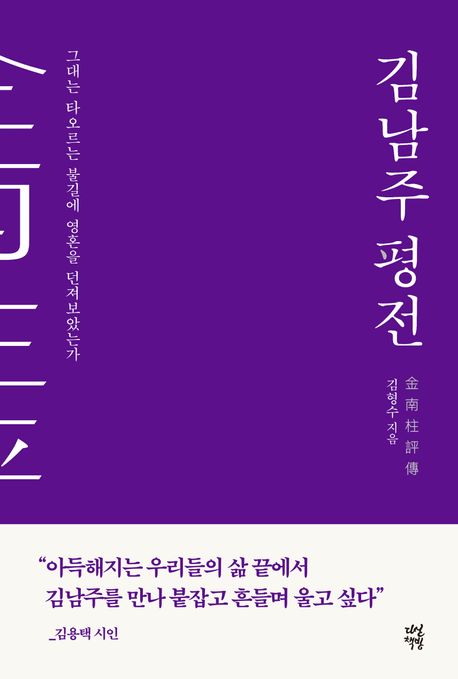 김남주 평전
金南柱評傳
김형수 지음
그대는 타오르는 불길에 영혼을 던져보았는가
“아득해지는 우리들의 삶 끝에서
김남주를 만나 붙잡고 흔들며 울고 싶다”
_김용택 시인
다산
책방